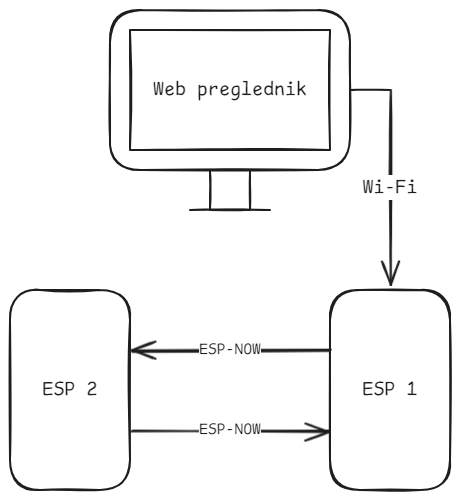 Web preglednik
Wi-Fi
ESP-NOW
ESP 2
ESP 1
ESP-NOW